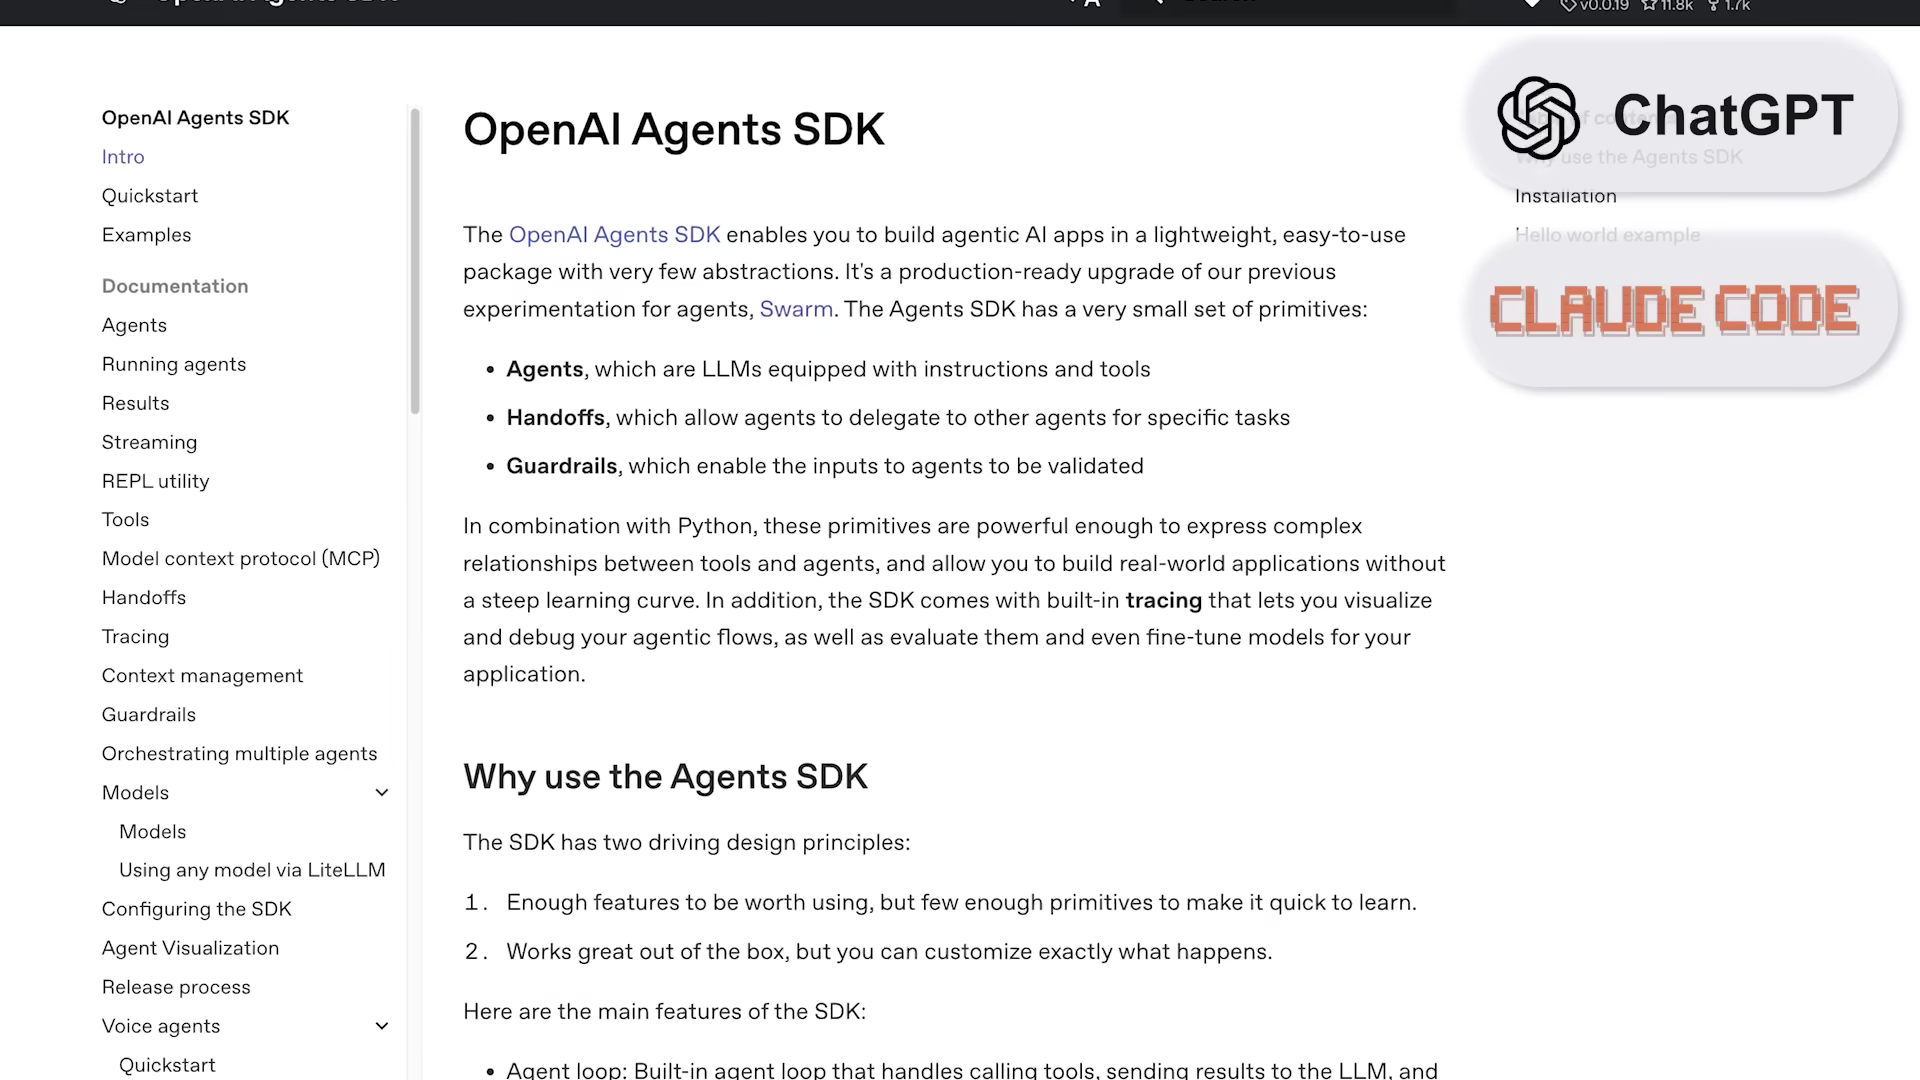 OpenAI Agents SDK
v0.0.19 11.8k 1.7k
OpenAI Agents SDK
Intro
Quickstart
Examples
Documentation
Agents
Running agents
Results
Streaming
REPL utility
Tools
Model context protocol (MCP)
Handoffs
Tracing
Context management
Guardrails
Orchestrating multiple agents
Models
Models
Using any model via LiteLLM
Configuring the SDK
Agent Visualization
Release process
Voice agents
Quickstart
OpenAI Agents SDK
The OpenAI Agents SDK enables you to build agentic AI apps in a lightweight, easy-to-use
package with very few abstractions. It's a production-ready upgrade of our previous
experimentation for agents, Swarm. The Agents SDK has a very small set of primitives:
• Agents, which are LLMs equipped with instructions and tools
• Handoffs, which allow agents to delegate to other agents for specific tasks
• Guardrails, which enable the inputs to agents to be validated
In combination with Python, these primitives are powerful enough to express complex
relationships between tools and agents, and allow you to build real-world applications without
a steep learning curve. In addition, the SDK comes with built-in tracing that lets you visualize
and debug your agentic flows, as well as evaluate them and even fine-tune models for your
application.
Why use the Agents SDK
The SDK has two driving design principles:
1. Enough features to be worth using, but few enough primitives to make it quick to learn.
2. Works great out of the box, but you can customize exactly what happens.
Here are the main features of the SDK:
• Agent loop: Built-in agent loop that handles calling tools, sending results to the LLM, and
ChatGPT
use the Agents SDK
Installation
Hello world example
CLAUDE CODE